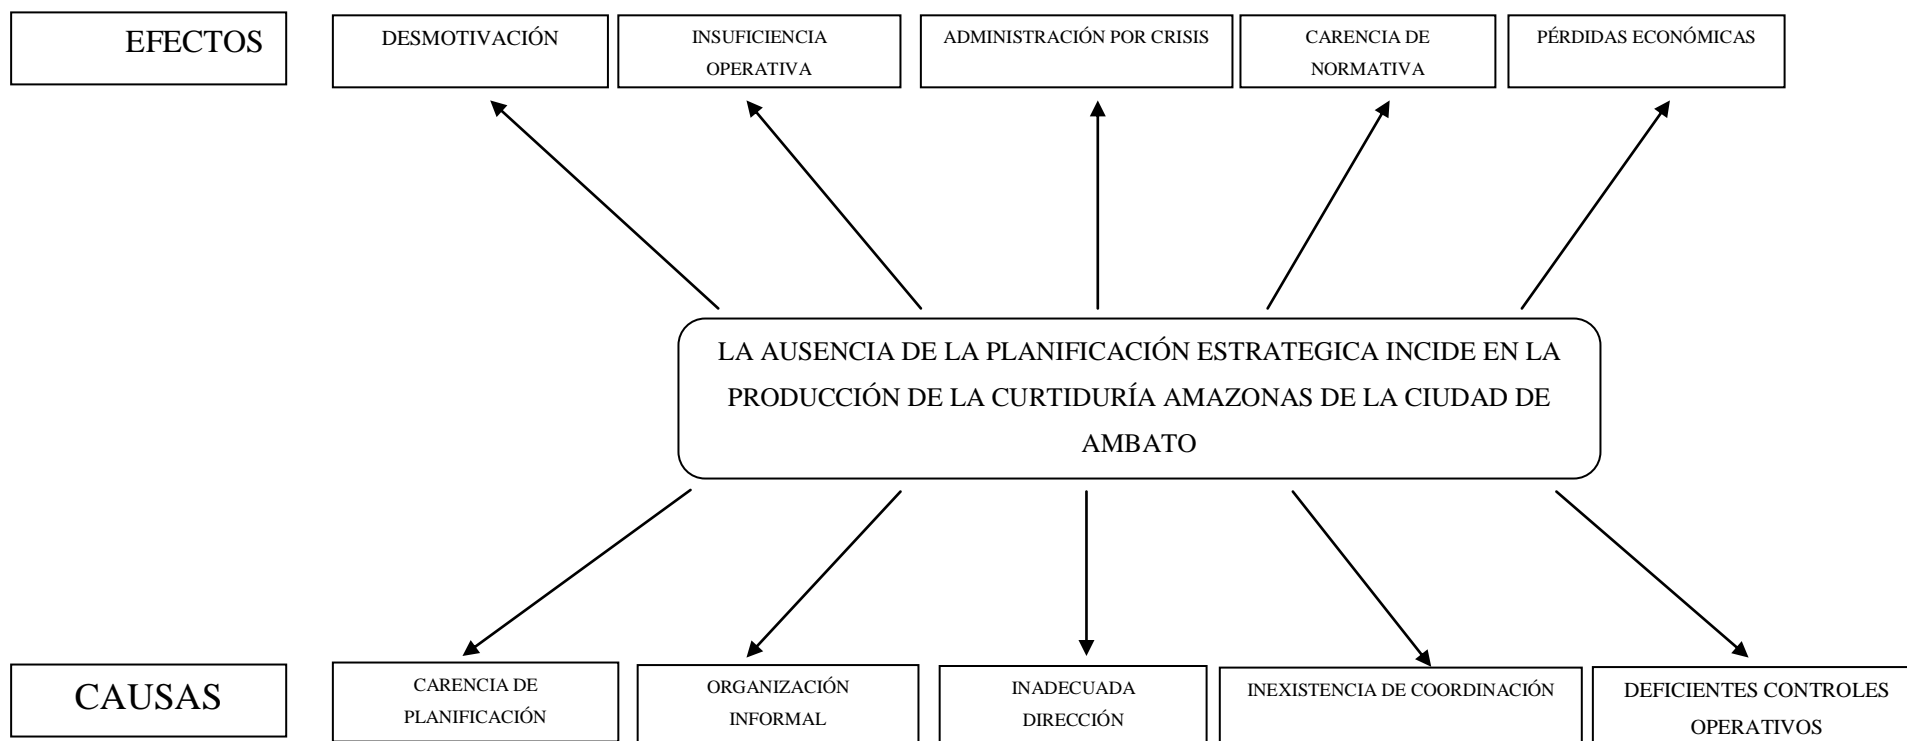 EFECTOS
DESMOTIVACIÓN
INSUFICIENCIA
OPERATIVA
ADMINISTRACIÓN POR CRISIS
CARENCIA DE
NORMATIVA
PÉRDIDAS ECONÓMICAS
LA AUSENCIA DE LA PLANIFICACIÓN ESTRATEGICA INCIDE EN LA
PRODUCCIÓN DE LA CURTIDURÍA AMAZONAS DE LA CIUDAD DE
AMBATO
CAUSAS
CARENCIA DE
PLANIFICACIÓN
ORGANIZACIÓN
INFORMAL
INADECUADA
DIRECCIÓN
INEXISTENCIA DE COORDINACIÓN
DEFICIENTES CONTROLES
OPERATIVOS